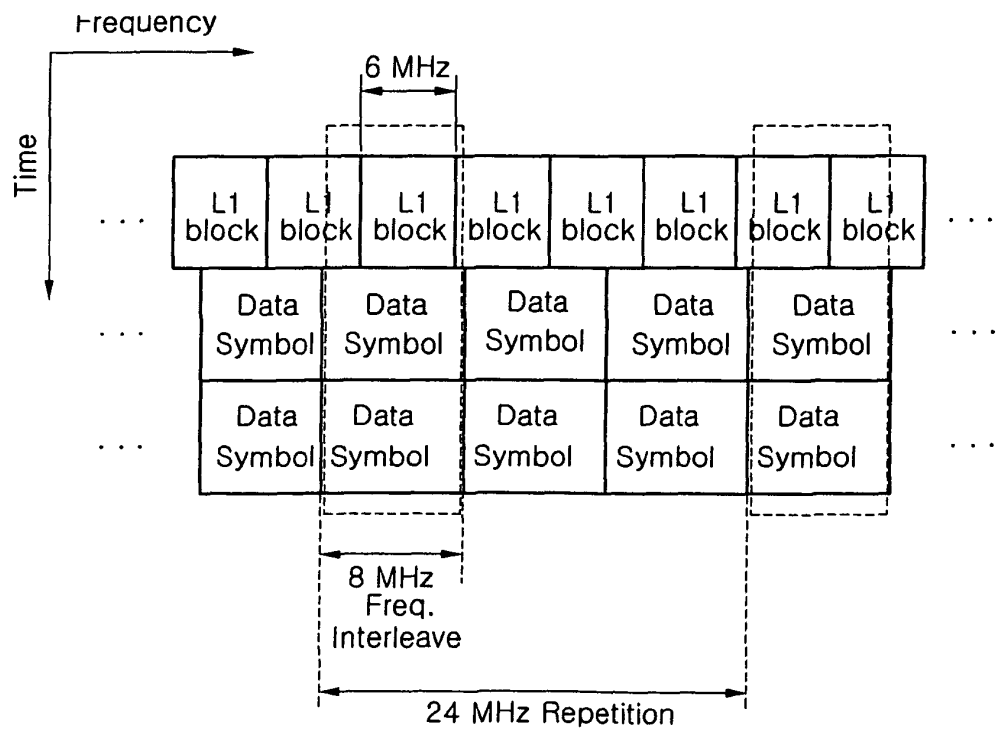 Frequency
6 MHz
Time
L1 L1 L1 L1 L1 L1 L1 L1
... block block block block block block block block ...
Data Data Data Data Data
... Symbol Symbol Symbol Symbol Symbol ...
Data Data Data Data Data
... Symbol Symbol Symbol Symbol Symbol ...
8 MHz
Freq.
Interleave
24 MHz Repetition